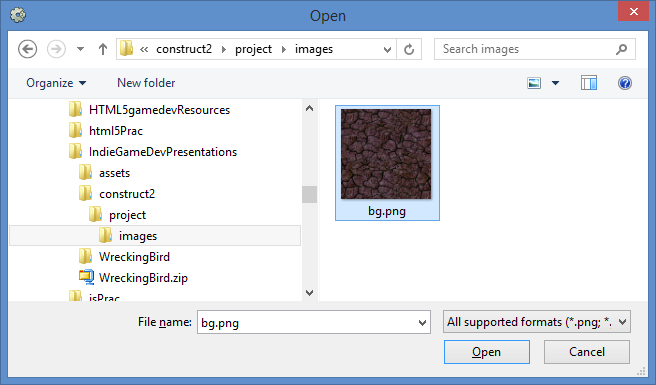 Open
« construct2 images project
Search images
Organize
New folder
HTML5gamedevResources
html5Prac
IndieGameDevPresentations
assets
construct2
project
images
WreckingBird
WreckingBird.zip
jsPrac
bg.png
File name: bg.png
All supported formats (*.png; *.
Open
Cancel